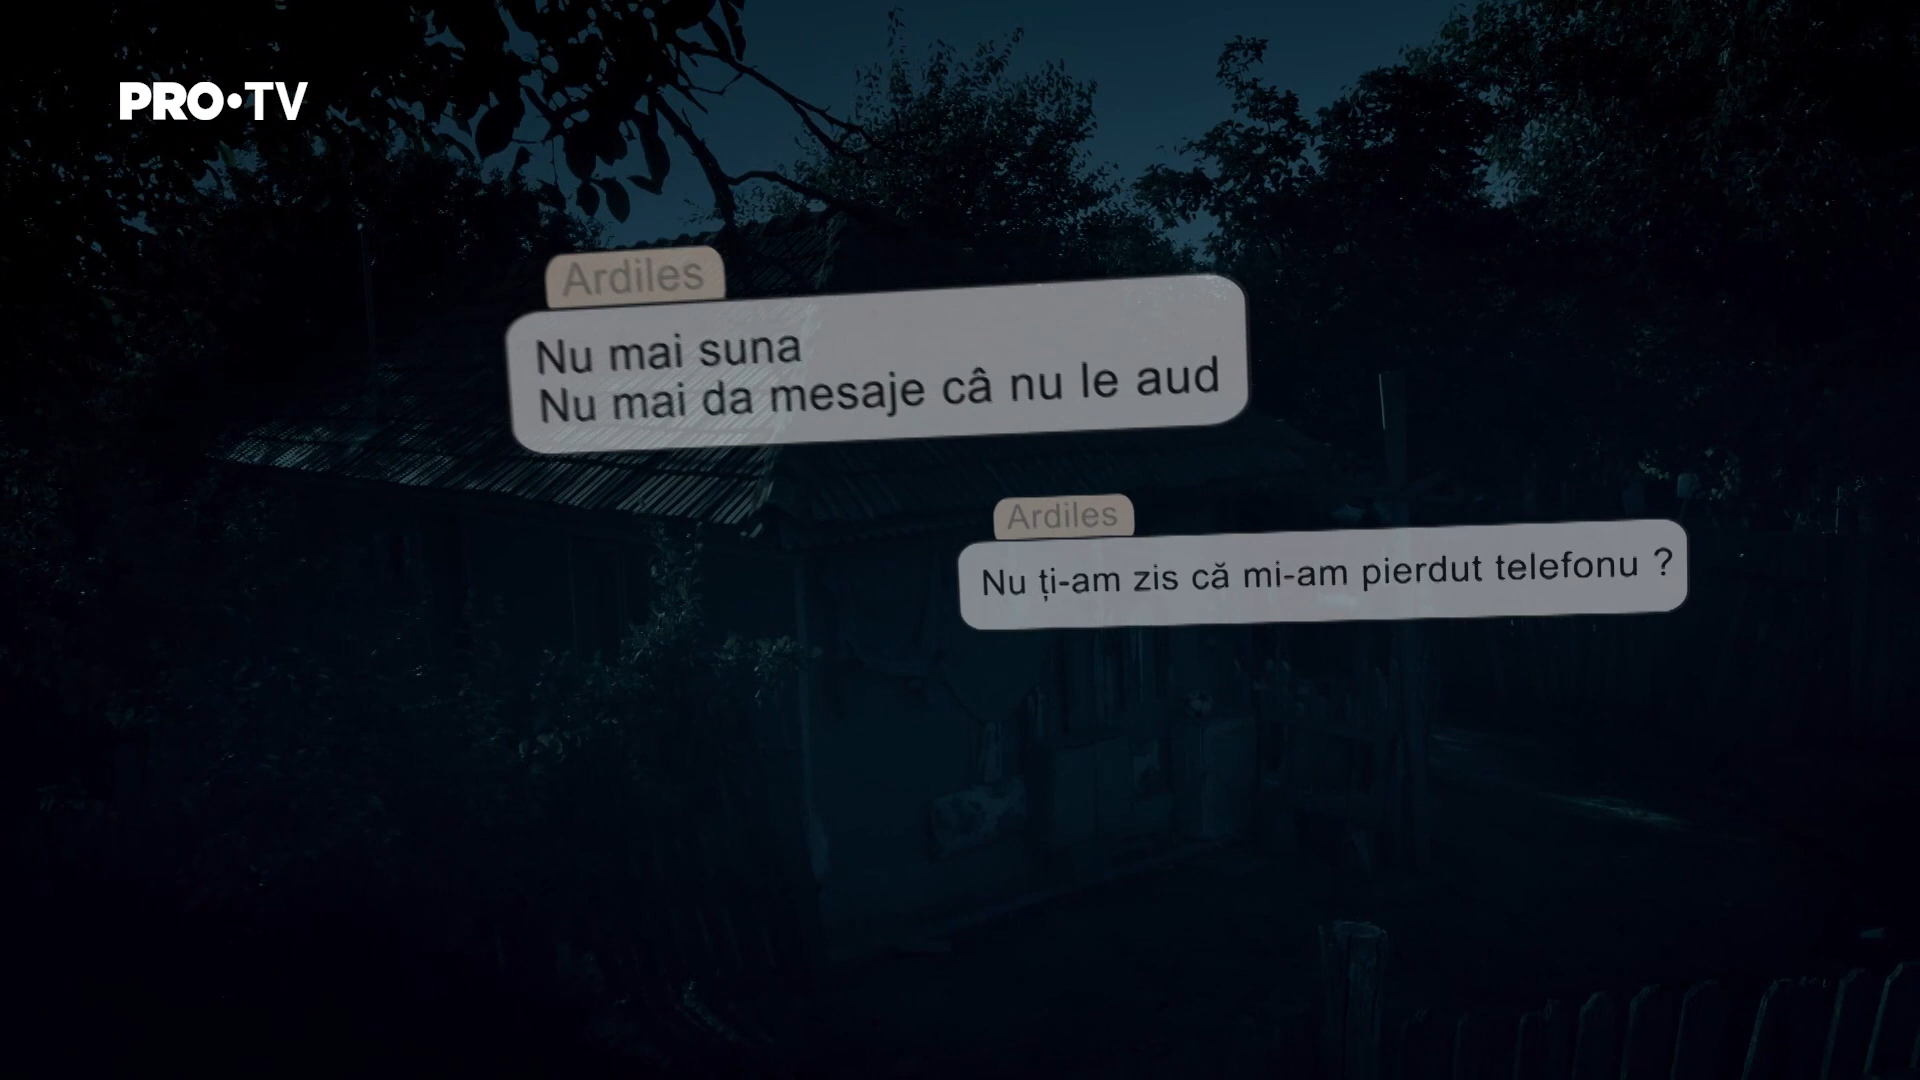 PRO•TV
Ardiles
Nu mai suna
Nu mai da mesaje câ nu le aud
Ardiles
Nu ți-am zis că mi-am pierdut telefonu ?